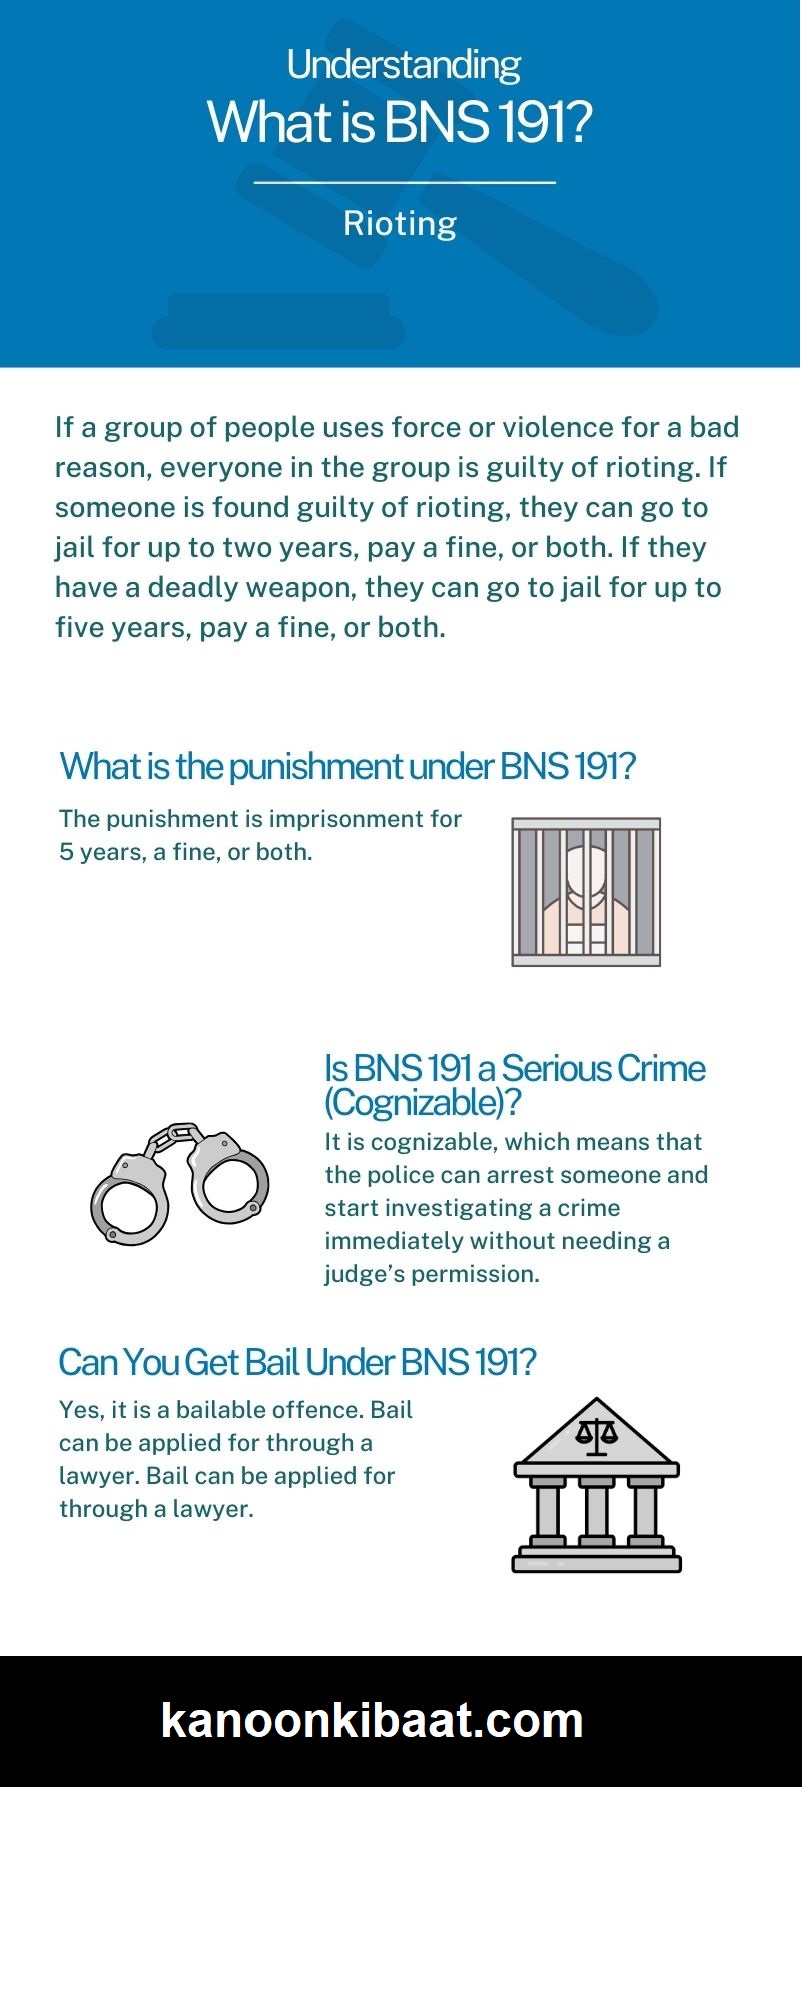 Understanding
What is BNS 191?
Rioting
If a group of people uses force or violence for a bad
reason, everyone in the group is guilty of rioting. If
someone is found guilty of rioting, they can go to
jail for up to two years, pay a fine, or both. If they
have a deadly weapon, they can go to jail for up to
five years, pay a fine, or both.
What is the punishment under BNS 191?
The punishment is imprisonment for
5 years, a fine, or both.
Is BNS 191 a Serious Crime
(Cognizable)?
It is cognizable, which means that
the police can arrest someone and
start investigating a crime
immediately without needing a
judge’s permission.
Can You Get Bail Under BNS 191?
Yes, it is a bailable offence. Bail
can be applied for through a
lawyer. Bail can be applied for
through a lawyer.
kanoonkibaat.com